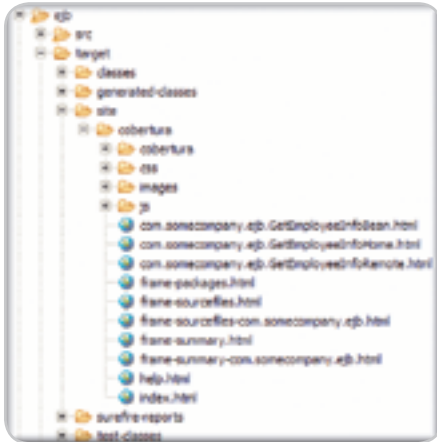 ejb
src
target
classes
generated-classes
site
cobertura
cobertura
css
images
js
com.somecompany.ejb.GetEmployeeInfoBean.html
com.somecompany.ejb.GetEmployeeInfoHome.html
com.somecompany.ejb.GetEmployeeInfoRemote.html
frame-packages.html
frame-sourcefiles.html
frame-sourcefiles-com.somecompany.ejb.html
frame-summary.html
frame-summary-com.somecompany.ejb.html
help.html
index.html
surefire-reports
test-classes